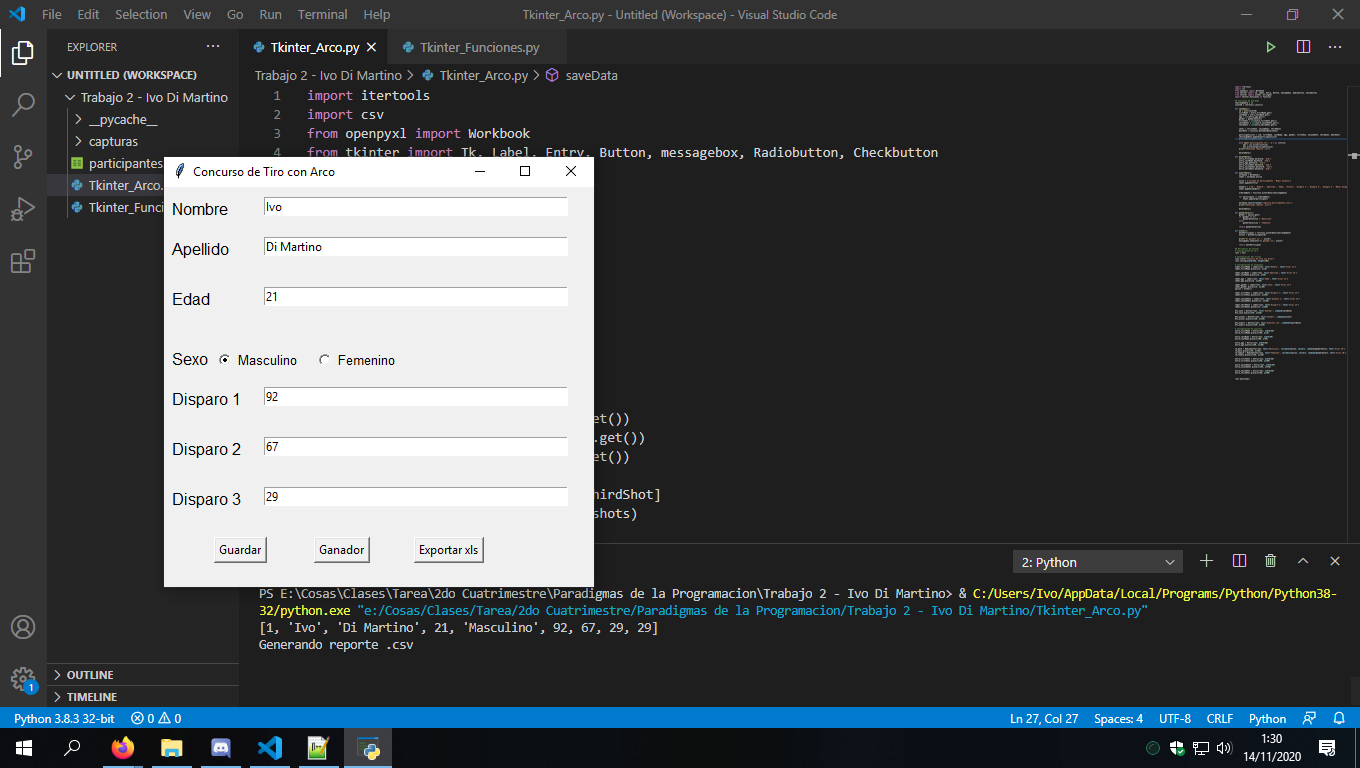 File Edit Selection View Go Run Terminal Help
Tkinter_Arco.py - Untitled (Workspace) - Visual Studio Code
EXPLORER
UNTITLED (WORKSPACE)
Trabajo 2 - Ivo Di Martino
__pycache__
capturas
participantes
Tkinter_Arco.
Tkinter_Funci
OUTLINE
TIMELINE
Tkinter_Arco.py
Tkinter_Funciones.py
Trabajo 2 - Ivo Di Martino > Tkinter_Arco.py > saveData
1 import itertools
2 import csv
3 from openpyxl import Workbook
4 from tkinter import Tk, Label, Entry, Button, messagebox, Radiobutton, Checkbutton
et())
.get())
et())
hirdShot]
shots)
Concurso de Tiro con Arco
Nombre Ivo
Apellido Di Martino
Edad 21
Sexo Masculino Femenino
Disparo 1 92
Disparo 2 67
Disparo 3 29
Guardar Ganador Exportar xls
2: Python
PS E:\Cosas\Clases\Tarea\2do Cuatrimestre\Paradigmas de la Programacion\Trabajo 2 - Ivo Di Martino> & C:/Users/Ivo/AppData/Local/Programs/Python/Python38-
32/python.exe "e:/Cosas/Clases/Tarea/2do Cuatrimestre/Paradigmas de la Programacion/Trabajo 2 - Ivo Di Martino/Tkinter_Arco.py"
[1, 'Ivo', 'Di Martino', 21, 'Masculino', 92, 67, 29, 29]
Generando reporte .csv
1
Python 3.8.3 32-bit 0 0
Ln 27, Col 27 Spaces: 4 UTF-8 CRLF Python
1:30
14/11/2020